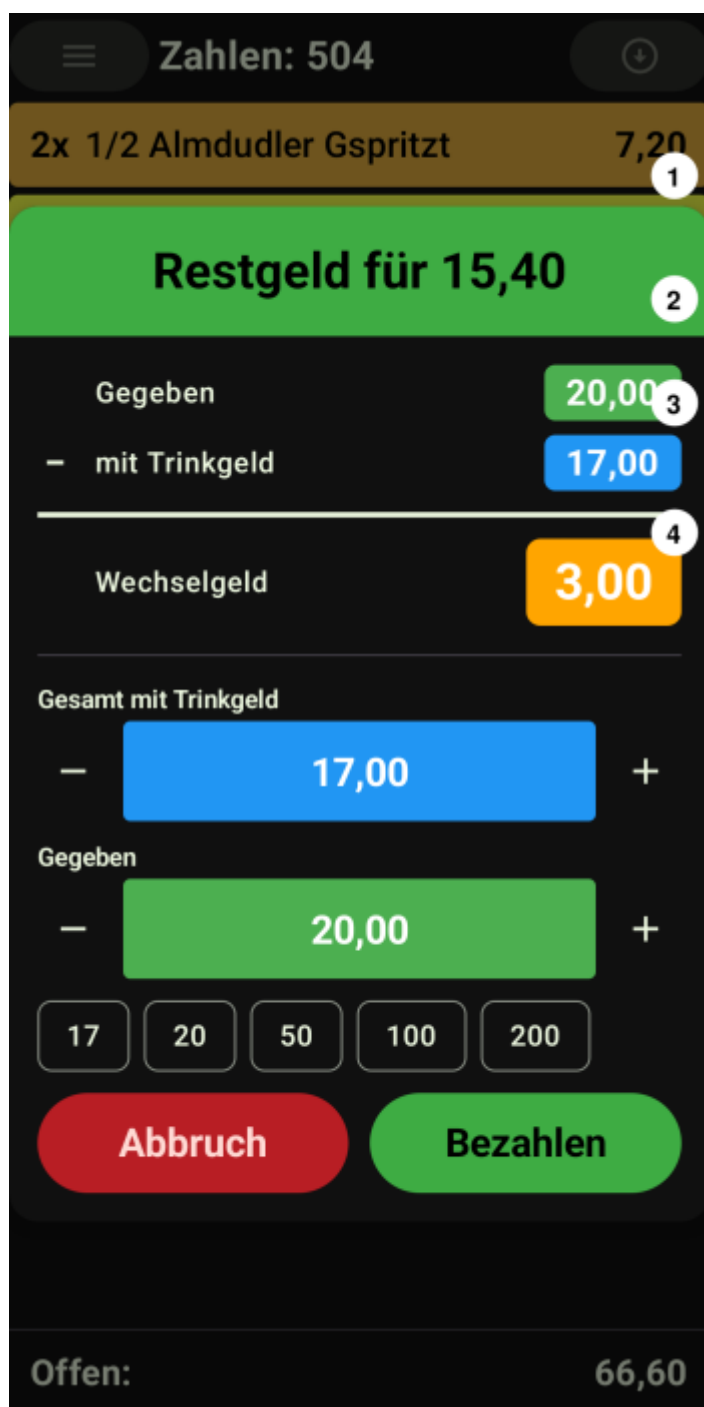 Zahlen: 504
2x 1/2 Almdudler Gspritzt 7,20
1
Restgeld für 15,40
2
Gegeben 20,00
3
– mit Trinkgeld 17,00
4
Wechselgeld 3,00
Gesamt mit Trinkgeld
– 17,00 +
Gegeben
– 20,00 +
17 20 50 100 200
Abbruch Bezahlen
Offen: 66,60